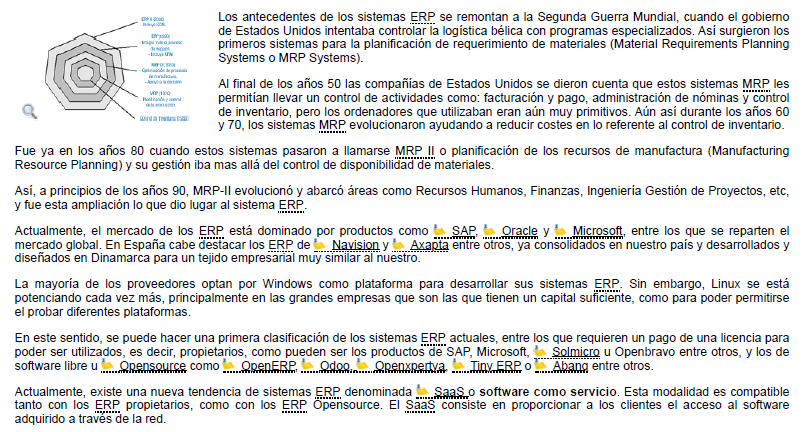 ERP II (2000)
ERP (1990)
MRP II (1980)
MRP (1970)
Control de Inventario (1960)
Los antecedentes de los sistemas ERP se remontan a la Segunda Guerra Mundial, cuando el gobierno
de Estados Unidos intentaba controlar la logística bélica con programas especializados. Así surgieron los
primeros sistemas para la planificación de requerimiento de materiales (Material Requirements Planning
Systems o MRP Systems).
Al final de los años 50 las compañías de Estados Unidos se dieron cuenta que estos sistemas MRP les
permitían llevar un control de actividades como: facturación y pago, administración de nóminas y control
de inventario, pero los ordenadores que utilizaban eran aún muy primitivos. Aún así durante los años 60
y 70, los sistemas MRP evolucionaron ayudando a reducir costes en lo referente al control de inventario.
Fue ya en los años 80 cuando estos sistemas pasaron a llamarse MRP II o planificación de los recursos de manufactura (Manufacturing
Resource Planning) y su gestión iba mas allá del control de disponibilidad de materiales.
Así, a principios de los años 90, MRP-II evolucionó y abarcó áreas como Recursos Humanos, Finanzas, Ingeniería Gestión de Proyectos, etc,
y fue esta ampliación lo que dio lugar al sistema ERP.
Actualmente, el mercado de los ERP está dominado por productos como SAP, Oracle y Microsoft, entre los que se reparten el
mercado global. En España cabe destacar los ERP de Navision y Axapta entre otros, ya consolidados en nuestro país y desarrollados y
diseñados en Dinamarca para un tejido empresarial muy similar al nuestro.
La mayoría de los proveedores optan por Windows como plataforma para desarrollar sus sistemas ERP. Sin embargo, Linux se está
potenciando cada vez más, principalmente en las grandes empresas que son las que tienen un capital suficiente, como para poder permitirse
el probar diferentes plataformas.
En este sentido, se puede hacer una primera clasificación de los sistemas ERP actuales, entre los que requieren un pago de una licencia para
poder ser utilizados, es decir, propietarios, como pueden ser los productos de SAP, Microsoft, Solmicro u Openbravo entre otros, y los de
software libre u Opensource como OpenERP, Odoo, Openxpertya, Tiny ERP o Abanq entre otros.
Actualmente, existe una nueva tendencia de sistemas ERP denominada SaaS o software como servicio. Esta modalidad es compatible
tanto con los ERP propietarios, como con los ERP Opensource. El SaaS consiste en proporcionar a los clientes el acceso al software
adquirido a través de la red.